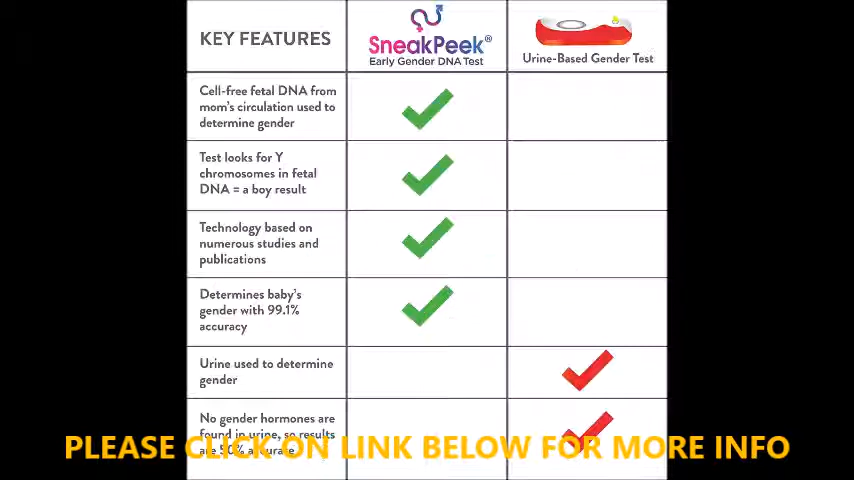 KEY FEATURES
SneakPeek®
Early Gender DNA Test
Urine-Based Gender Test
Cell-free fetal DNA from
mom's circulation used to
determine gender
Test looks for Y
chromosomes in fetal
DNA = a boy result
Technology based on
numerous studies and
publications
Determines baby's
gender with 99.1%
accuracy
Urine used to determine
gender
No gender hormones are
found in urine, so results
are 50% accurate
PLEASE CLICK ON LINK BELOW FOR MORE INFO